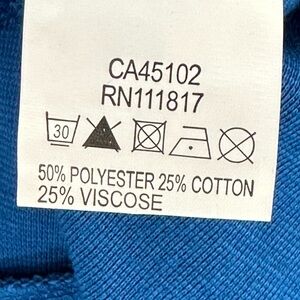 CA45102
RN111817
30
50% POLYESTER 25% COTTON
25% VISCOSE